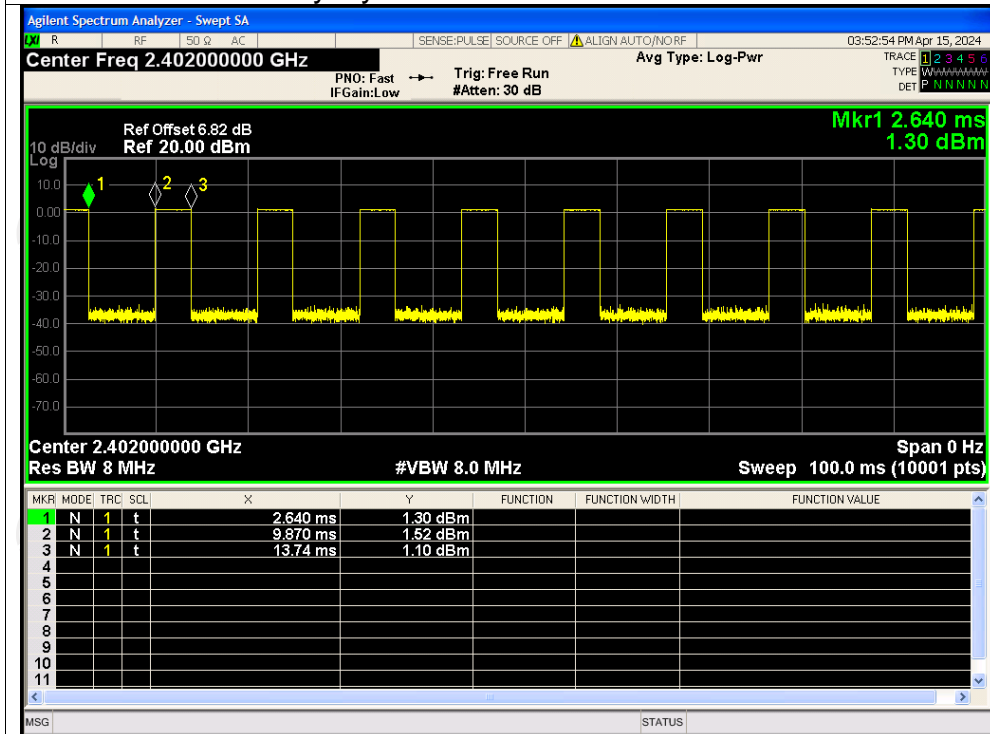 Agilent Spectrum Analyzer - Swept SA
LXI R RF 50 Ω AC SENSE:PULSE SOURCE OFF ALIGN AUTO/NO RF 03:52:54 PM Apr 15, 2024
Center Freq 2.402000000 GHz Avg Type: Log-Pwr TRACE 1 2 3 4 5 6
PNO: Fast Trig: Free Run TYPE W
IFGain:Low #Atten: 30 dB DET P N N N N N
Mkr1 2.640 ms
Ref Offset 6.82 dB
10 dB/div Ref 20.00 dBm 1.30 dBm
Log
10.0
1 2 3
0.00
-10.0
-20.0
-30.0
-40.0
-50.0
-60.0
-70.0
Center 2.402000000 GHz Span 0 Hz
Res BW 8 MHz #VBW 8.0 MHz Sweep 100.0 ms (10001 pts)
MKR MODE TRC SCL X Y FUNCTION FUNCTION WIDTH FUNCTION VALUE
1 N 1 t 2.640 ms 1.30 dBm
2 N 1 t 9.870 ms 1.52 dBm
3 N 1 t 13.74 ms 1.10 dBm
4
5
6
7
8
9
10
11
MSG STATUS